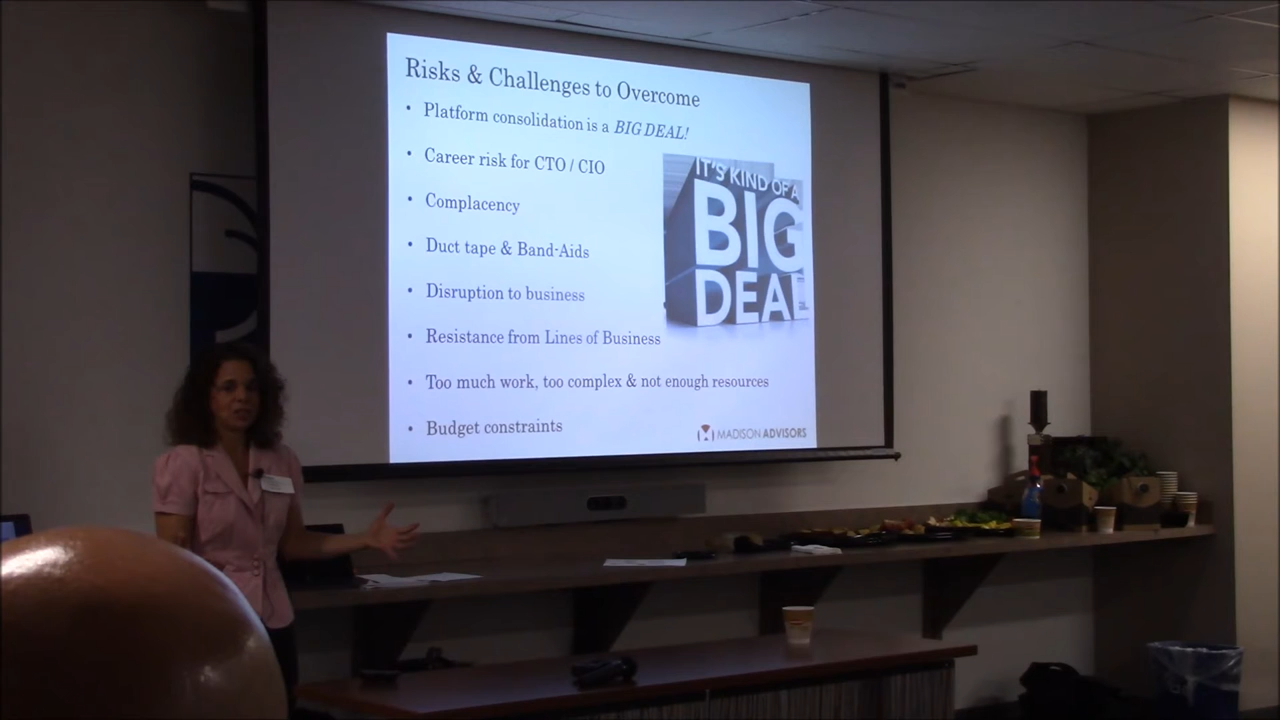 Risks & Challenges to Overcome
• Platform consolidation is a BIG DEAL!
• Career risk for CTO / CIO
• Complacency
• Duct tape & Band-Aids
• Disruption to business
• Resistance from Lines of Business
• Too much work, too complex & not enough resources
• Budget constraints
IT'S KIND OF A
BIG
DEAL
MADISON ADVISORS